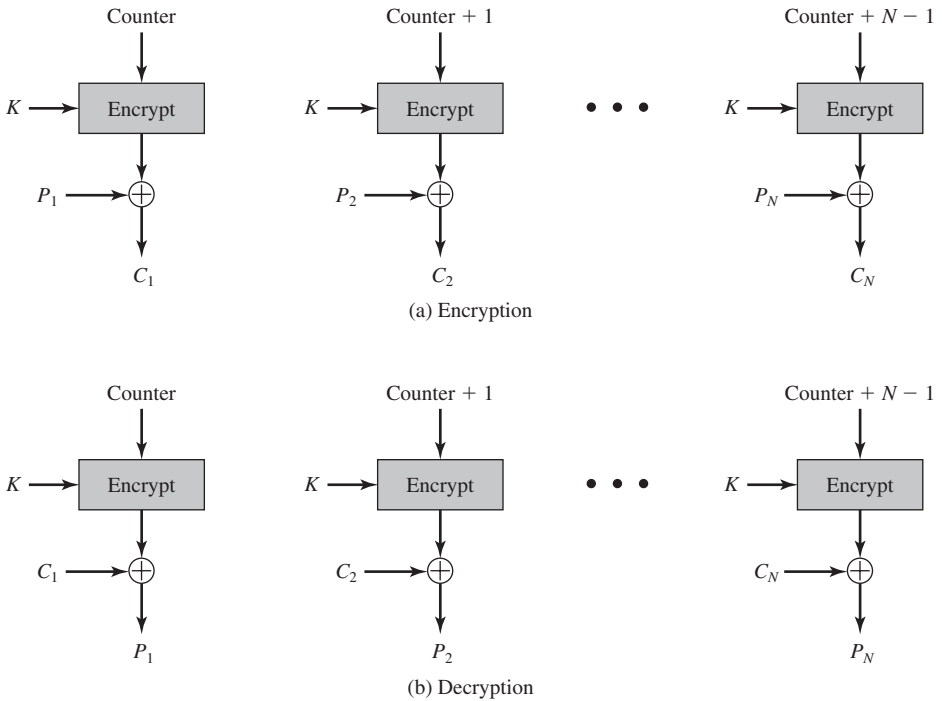 Counter Counter + 1 Counter + N − 1
K Encrypt K Encrypt K Encrypt
P1 P2 PN
C1 C2 CN
(a) Encryption
Counter Counter + 1 Counter + N − 1
K Encrypt K Encrypt K Encrypt
C1 C2 CN
P1 P2 PN
(b) Decryption